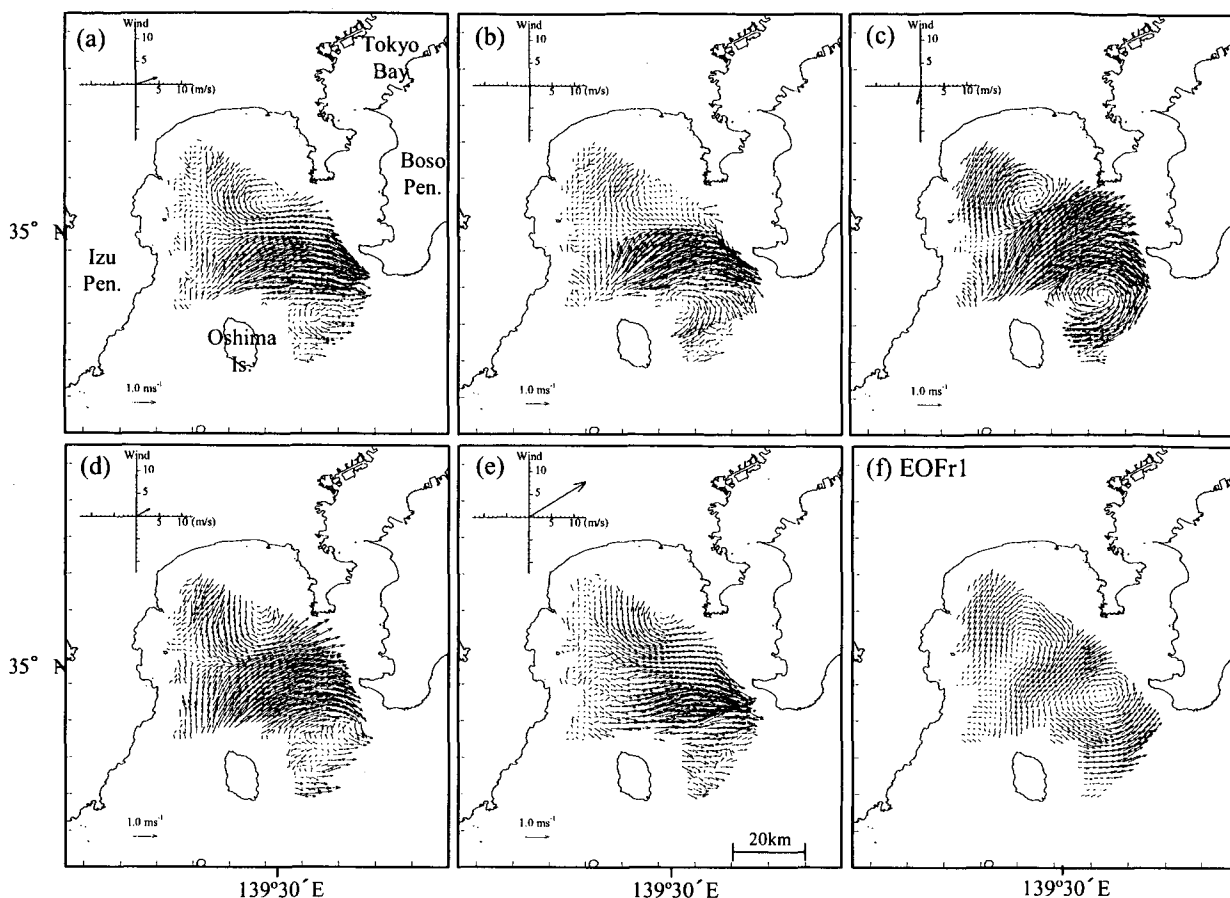 (a)
Wind
10
5
5 10 (m/s)
Tokyo
Bay
Boso
Pen.
35° N
Izu
Pen.
Oshima
Is.
1.0 ms⁻¹
(b)
Wind
10
5
5 10 (m/s)
1.0 ms⁻¹
(c)
Wind
10
5
5 10 (m/s)
1.0 ms⁻¹
(d)
Wind
10
5
5 10 (m/s)
35° N
1.0 ms⁻¹
139°30´ E
(e)
Wind
10
5
5 10 (m/s)
1.0 ms⁻¹
20km
139°30´ E
(f) EOFr1
139°30´ E